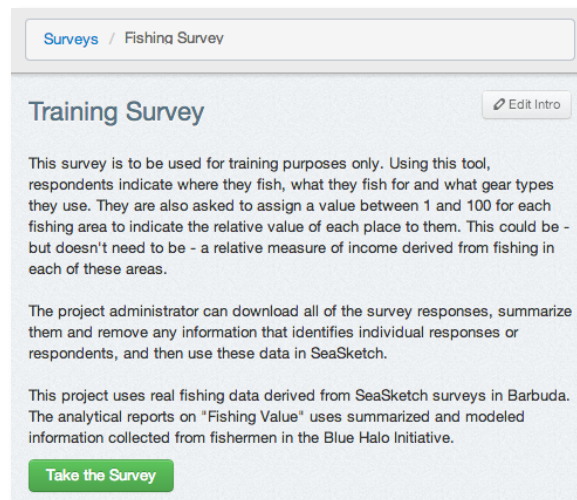 Surveys / Fishing Survey
Training Survey
Edit Intro
This survey is to be used for training purposes only. Using this tool,
respondents indicate where they fish, what they fish for and what gear types
they use. They are also asked to assign a value between 1 and 100 for each
fishing area to indicate the relative value of each place to them. This could be -
but doesn't need to be - a relative measure of income derived from fishing in
each of these areas.
The project administrator can download all of the survey responses, summarize
them and remove any information that identifies individual responses or
respondents, and then use these data in SeaSketch.
This project uses real fishing data derived from SeaSketch surveys in Barbuda.
The analytical reports on "Fishing Value" uses summarized and modeled
information collected from fishermen in the Blue Halo Initiative.
Take the Survey